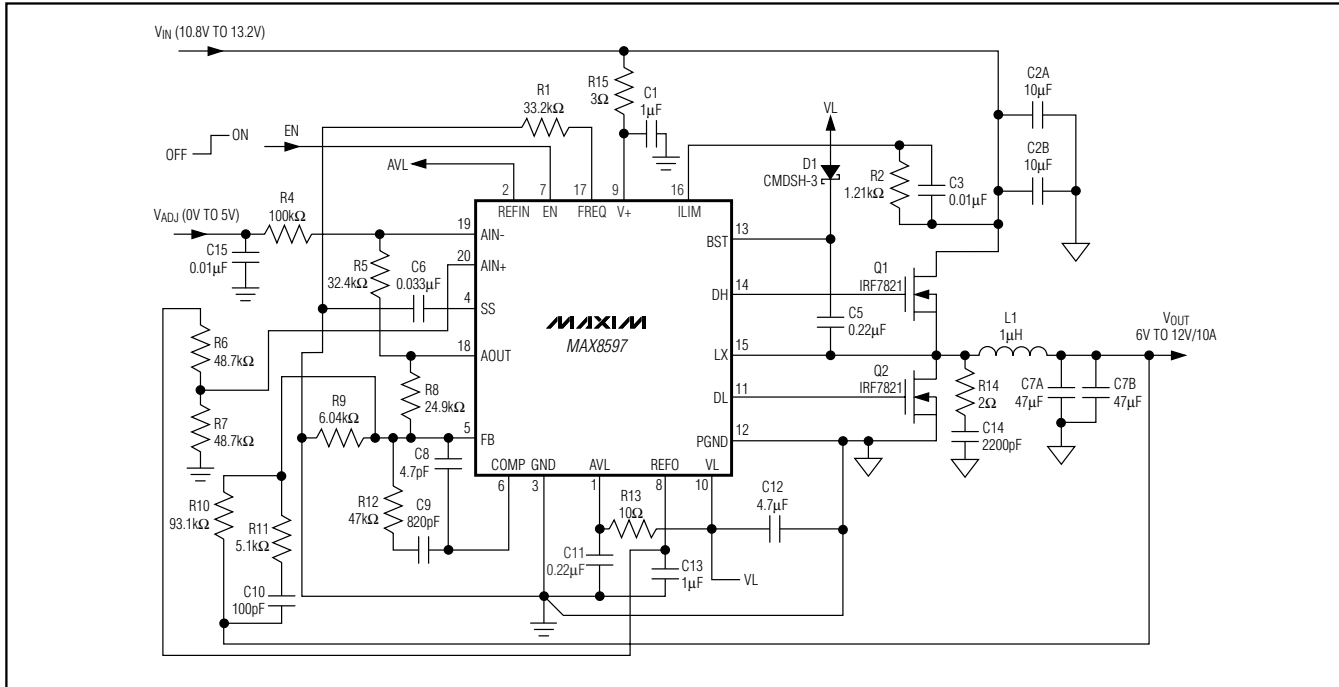 VIN (10.8V TO 13.2V)
R1
33.2kΩ
R15
3Ω
C1
1µF
C2A
10µF
C2B
10µF
VL
D1
CMDSH-3
R2
1.21kΩ
C3
0.01µF
EN
OFF
ON
AVL
2
7
17
9
16
REFIN
EN
FREQ
V+
ILIM
VADJ (0V TO 5V)
R4
100kΩ
C15
0.01µF
R5
32.4kΩ
C6
0.033µF
19
AIN-
20
AIN+
4
SS
18
AOUT
5
FB
BST
13
DH
14
LX
15
DL
11
PGND
12
MAXIM
MAX8597
Q1
IRF7821
C5
0.22µF
L1
1µH
VOUT
6V TO 12V/10A
Q2
IRF7821
R14
2Ω
C14
2200pF
C7A
47µF
C7B
47µF
R6
48.7kΩ
R7
48.7kΩ
R8
24.9kΩ
R9
6.04kΩ
C8
4.7pF
R12
47kΩ
C9
820pF
R10
93.1kΩ
R11
5.1kΩ
C10
100pF
COMP
GND
AVL
REFO
VL
6
3
1
8
10
R13
10Ω
C12
4.7µF
C11
0.22µF
C13
1µF
VL